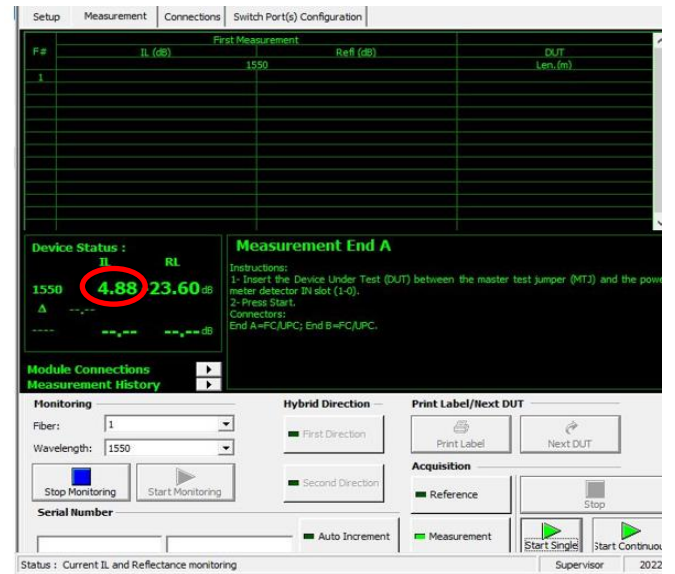 Setup Measurement Connections Switch Port(s) Configuration
First Measurement
F# IL (dB) Refl (dB) DUT
1550 Len.(m)
1
Device Status :
IL RL
1550 4.88 23.60 dB
Δ --.--
---- --.-- --.-- dB
Module Connections
Measurement History
Measurement End A
Instructions:
1- Insert the Device Under Test (DUT) between the master test jumper (MTJ) and the powe
meter detector IN slot (1-0).
2- Press Start.
Connectors:
End A=FC/UPC; End B=FC/UPC.
Monitoring
Fiber: 1
Wavelength: 1550
Stop Monitoring Start Monitoring
Serial Number
Hybrid Direction
First Direction
Second Direction
Auto Increment
Print Label/Next DUT
Print Label Next DUT
Acquisition
Reference Stop
Measurement Start Single Start Continuou
Status : Current IL and Reflectance monitoring Supervisor 2022